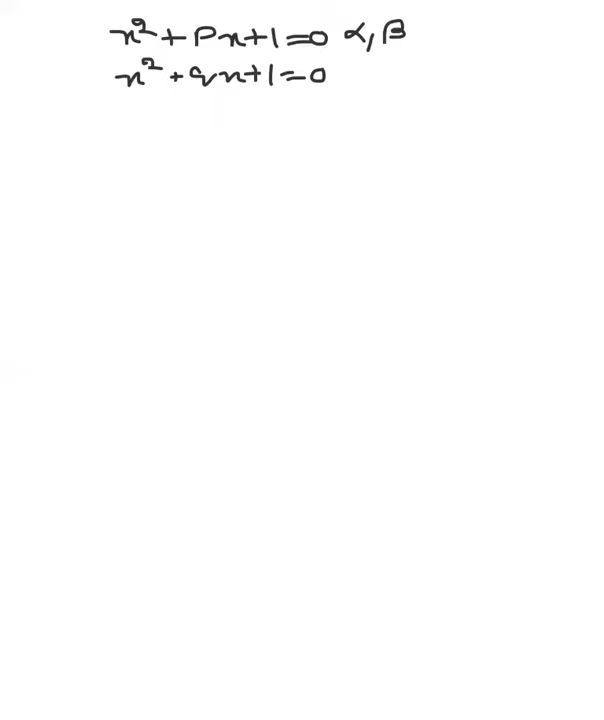 x² + Px+1=0 α, β
x² + qx+1=0